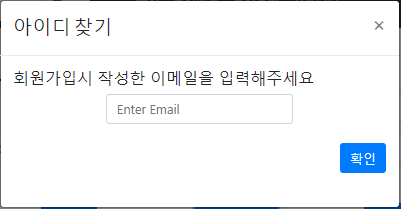 아이디 찾기
×
회원가입시 작성한 이메일을 입력해주세요
Enter Email
확인